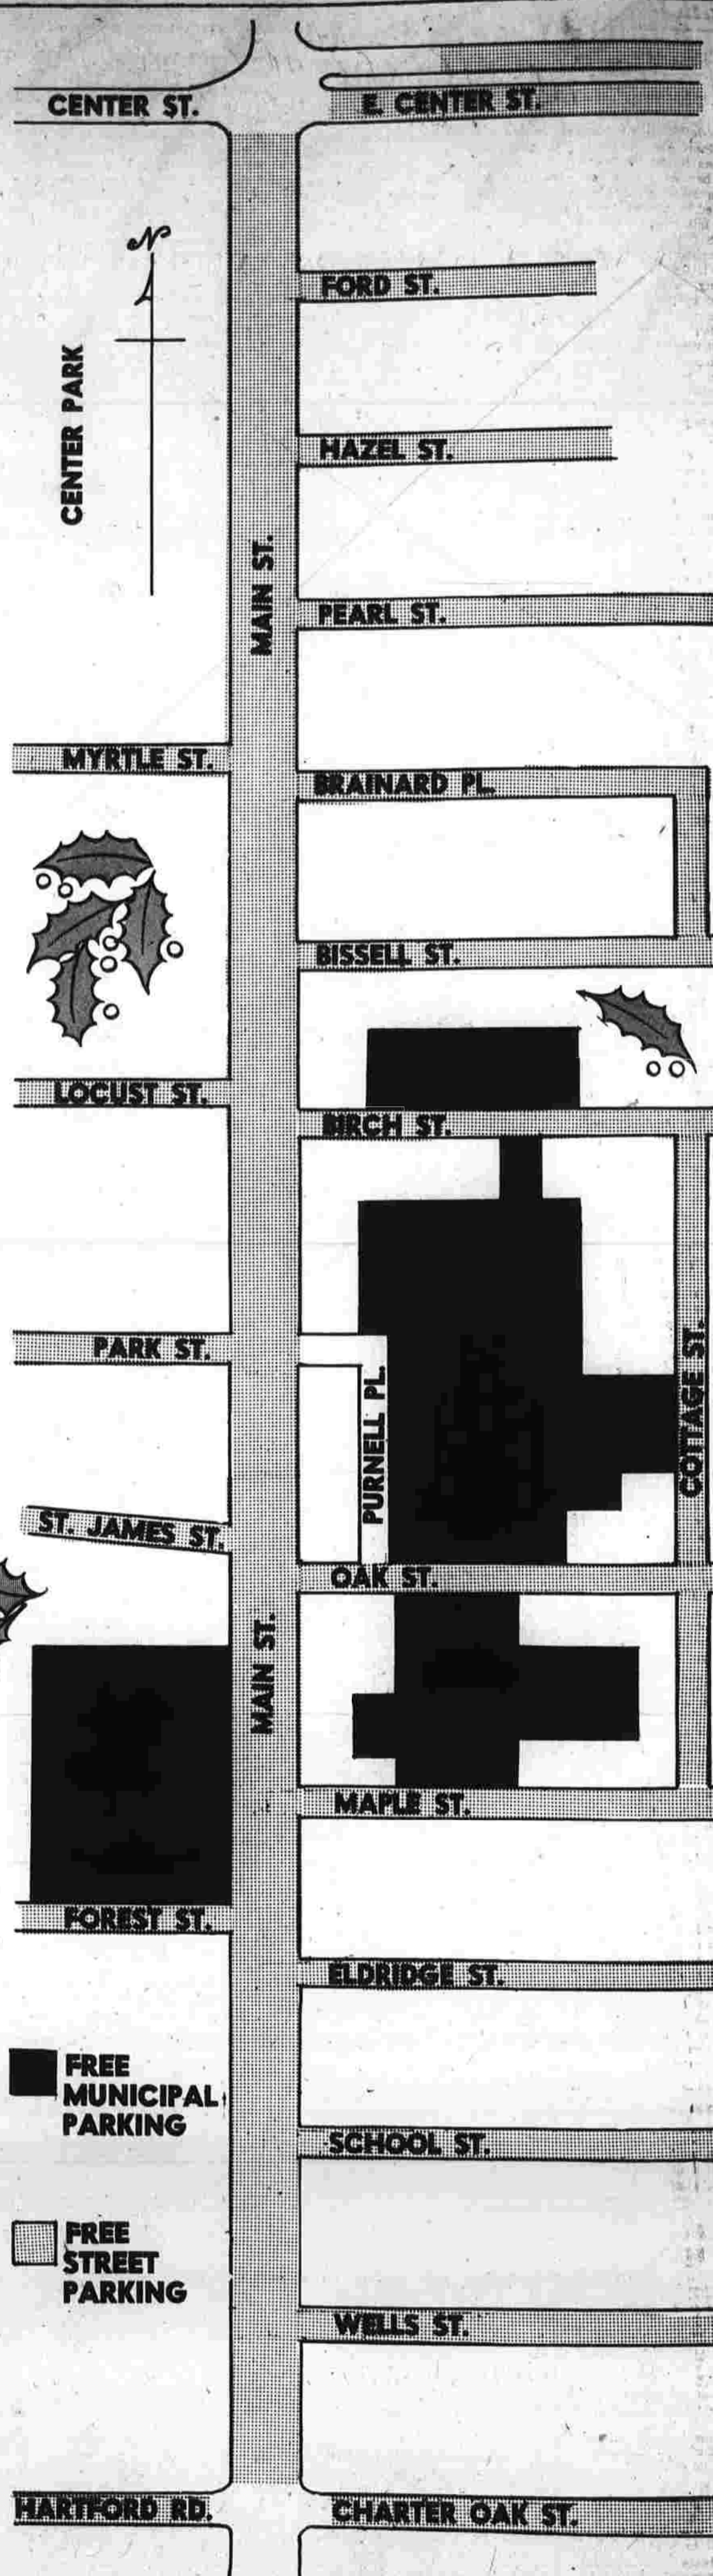 CENTER ST.
E. CENTER ST.
N
FORD ST.
CENTER PARK
HAZEL ST.
MAIN ST.
PEARL ST.
MYRTLE ST.
BRAINARD PL.
BISSELL ST.
LOCUST ST.
BIRCH ST.
PARK ST.
PURNELL PL.
COTTAGE ST.
ST. JAMES ST.
OAK ST.
MAIN ST.
MAPLE ST.
FOREST ST.
ELDRIDGE ST.
FREE
MUNICIPAL
PARKING
SCHOOL ST.
FREE
STREET
PARKING
WELLS ST.
HARTFORD RD.
CHARTER OAK ST.